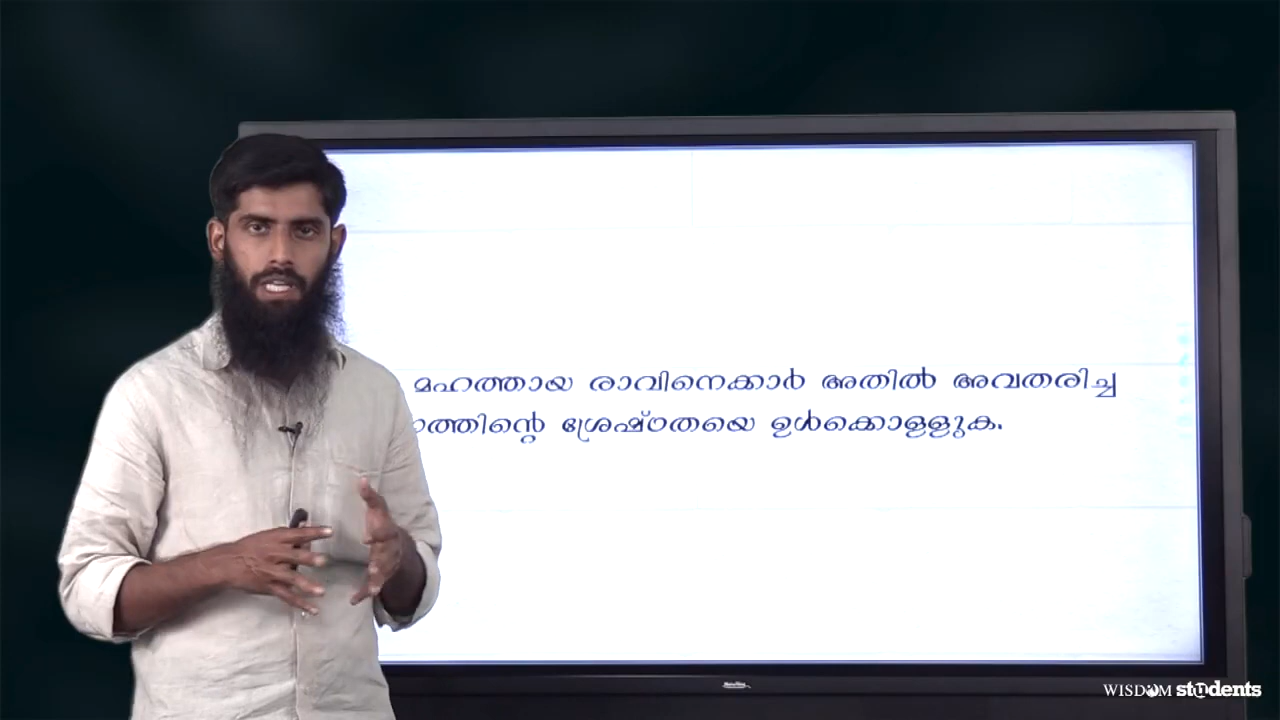 മഹത്തായ രാവിനെക്കാർ അതിൽ അവതരിച്ച
ശ്രേഷ്ഠതയെ ഉൾക്കൊള്ളുക.
WISDOM students